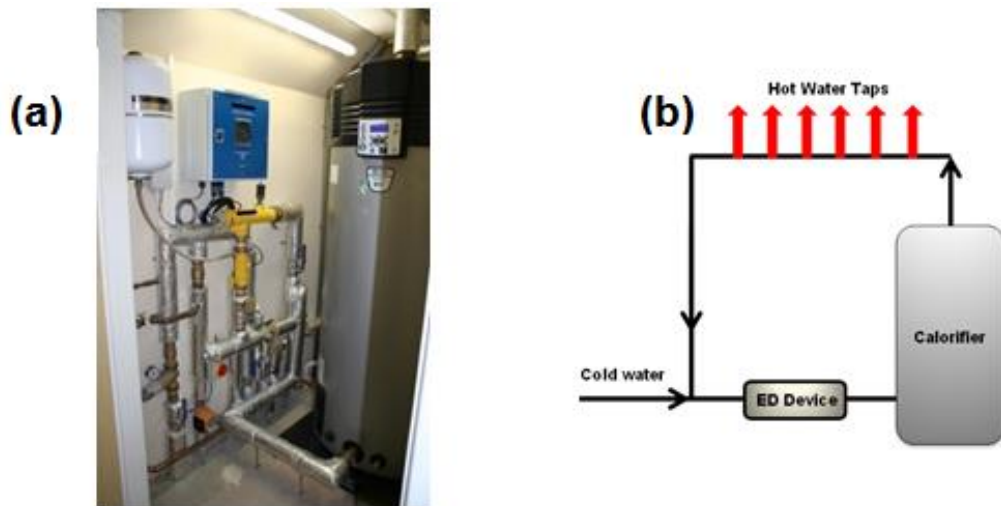 (a)
(b)
Hot Water Taps
Calorifier
Cold water
ED Device